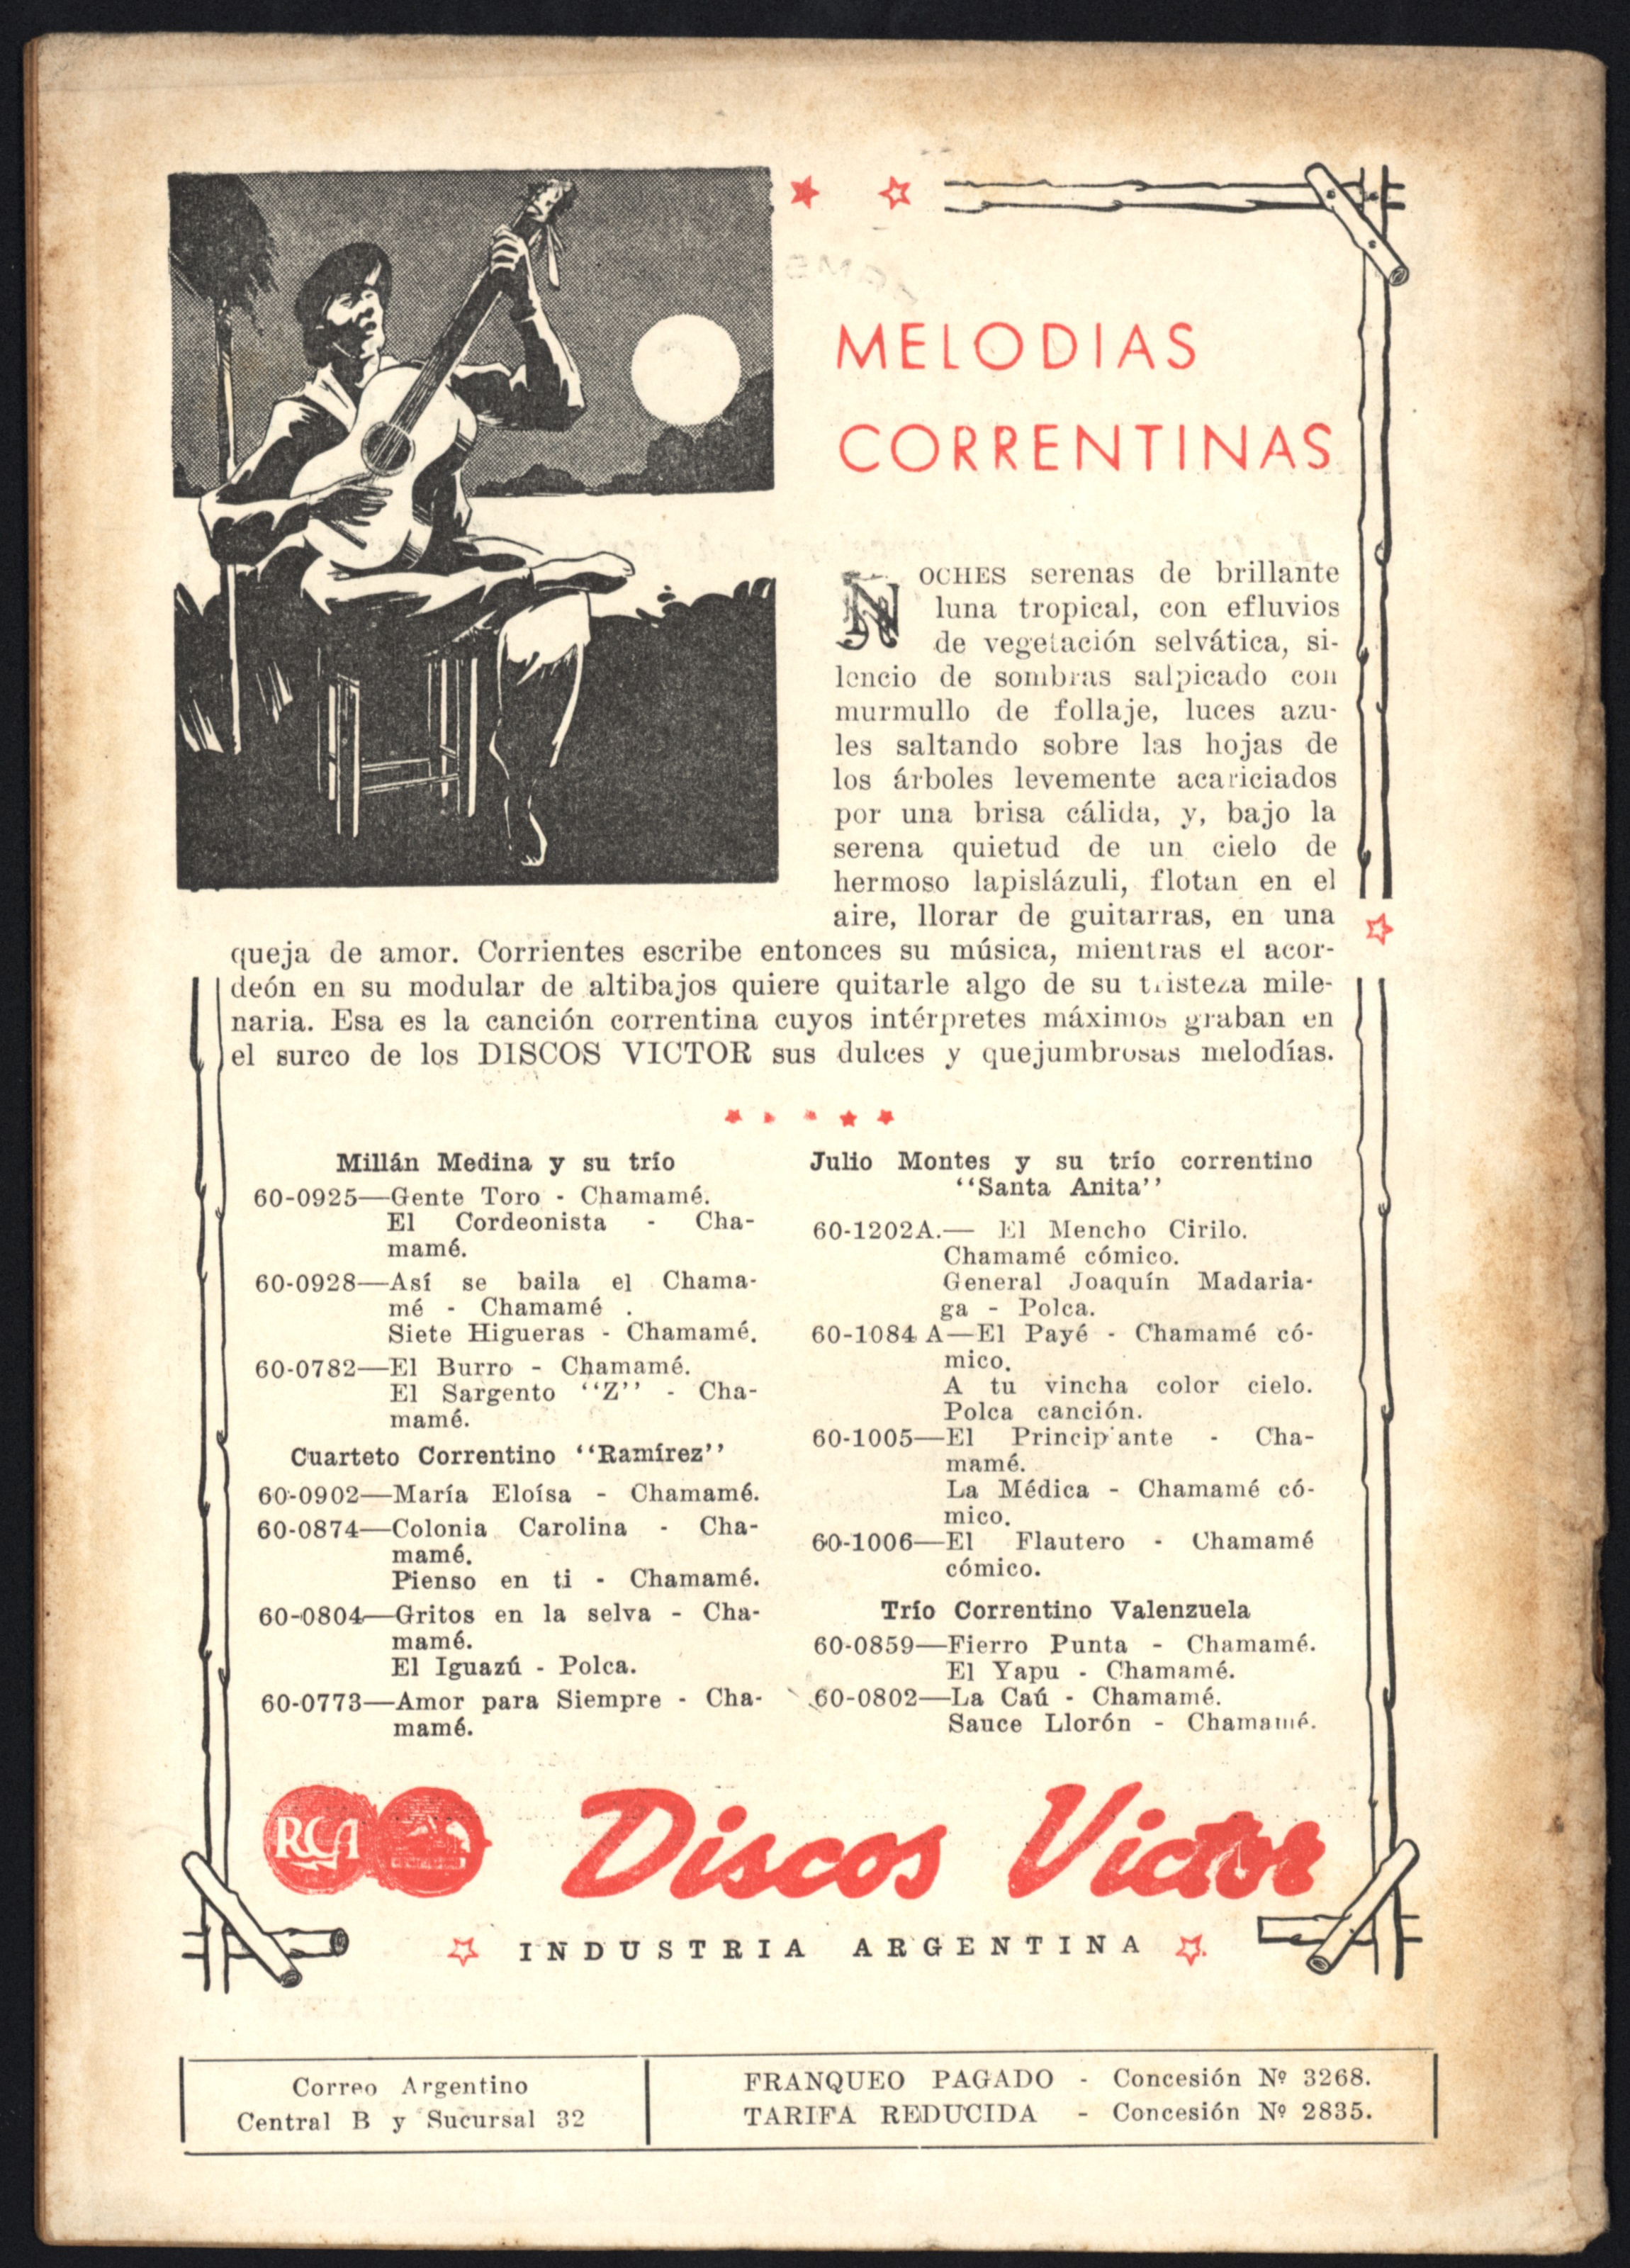 MELODIAS
CORRENTINAS
NOCHES serenas de brillante
luna tropical, con efluvios
de vegetación selvática, si-
lencio de sombras salpicado con
murmullo de follaje, luces azu-
les saltando sobre las hojas de
los árboles levemente acariciados
por una brisa cálida, y, bajo la
serena quietud de un cielo de
hermoso lapislázuli, flotan en el
aire, llorar de guitarras, en una
queja de amor. Corrientes escribe entonces su música, mientras el acor-
deón en su modular de altibajos quiere quitarle algo de su tristeza mile-
naria. Esa es la canción correntina cuyos intérpretes máximos graban en
el surco de los DISCOS VICTOR sus dulces y quejumbrosas melodías.
Millán Medina y su trío
60-0925—Gente Toro - Chamamé.
El Cordeonista - Cha-
mamé.
60-0928—Así se baila el Chama-
mé - Chamamé .
Siete Higueras - Chamamé.
60-0782—El Burro - Chamamé.
El Sargento ‘‘Z’’ - Cha-
mamé.
Cuarteto Correntino ‘‘Ramírez’’
60-0902—María Eloísa - Chamamé.
60-0874—Colonia Carolina - Cha-
mamé.
Pienso en ti - Chamamé.
60-0804—Gritos en la selva - Cha-
mamé.
El Iguazú - Polca.
60-0773—Amor para Siempre - Cha-
mamé.
Julio Montes y su trío correntino
‘‘Santa Anita’’
60-1202A.— El Mencho Cirilo.
Chamamé cómico.
General Joaquín Madaria-
ga - Polca.
60-1084 A—El Payé - Chamamé có-
mico.
A tu vincha color cielo.
Polca canción.
60-1005—El Principiante - Cha-
mamé.
La Médica - Chamamé có-
mico.
60-1006—El Flautero - Chamamé
cómico.
Trío Correntino Valenzuela
60-0859—Fierro Punta - Chamamé.
El Yapu - Chamamé.
60-0802—La Caú - Chamamé.
Sauce Llorón - Chamamé.
RCA Discos Victor
INDUSTRIA ARGENTINA
Correo Argentino
Central B y Sucursal 32
FRANQUEO PAGADO - Concesión Nº 3268.
TARIFA REDUCIDA - Concesión Nº 2835.